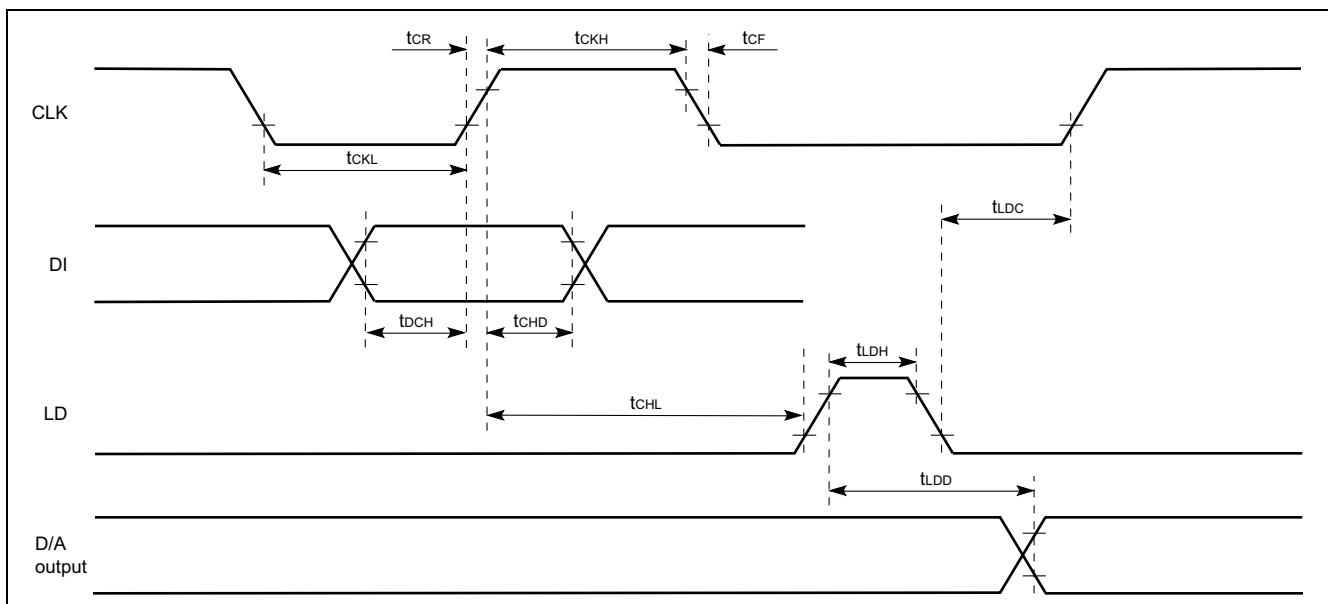 tCR
tCKH
tCF
CLK
tCKL
tLDC
DI
tDCH
tCHD
tLDH
LD
tCHL
tLDD
D/A
output